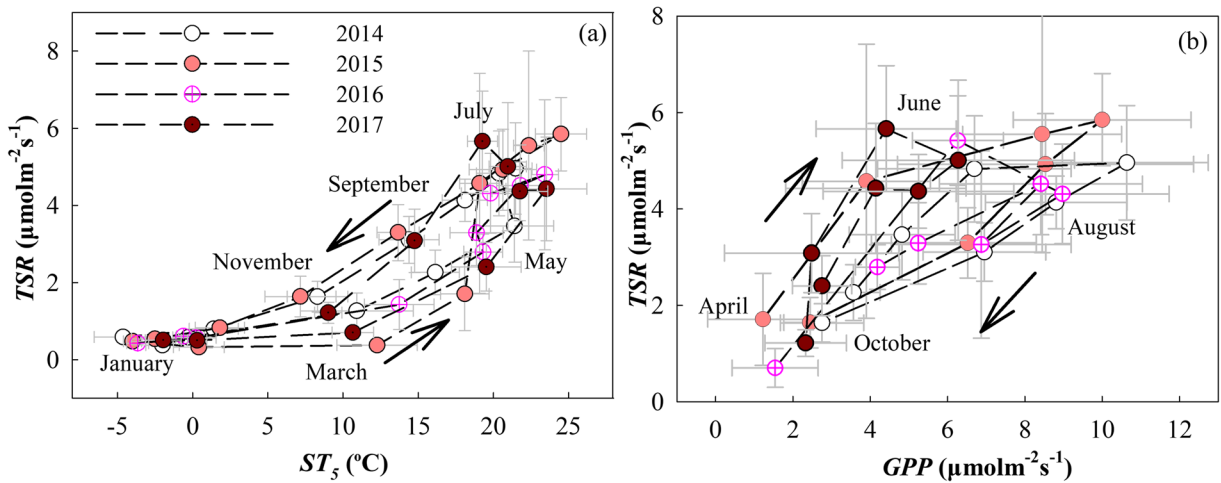 (a)
2014
2015
2016
2017
July
September
November
May
January
March
TSR (μmolm⁻²s⁻¹)
8
6
4
2
0
-5 0 5 10 15 20 25
ST₅ (ºC)
(b)
June
August
April
October
TSR (μmolm⁻²s⁻¹)
8
6
4
2
0
0 2 4 6 8 10 12
GPP (μmolm⁻²s⁻¹)